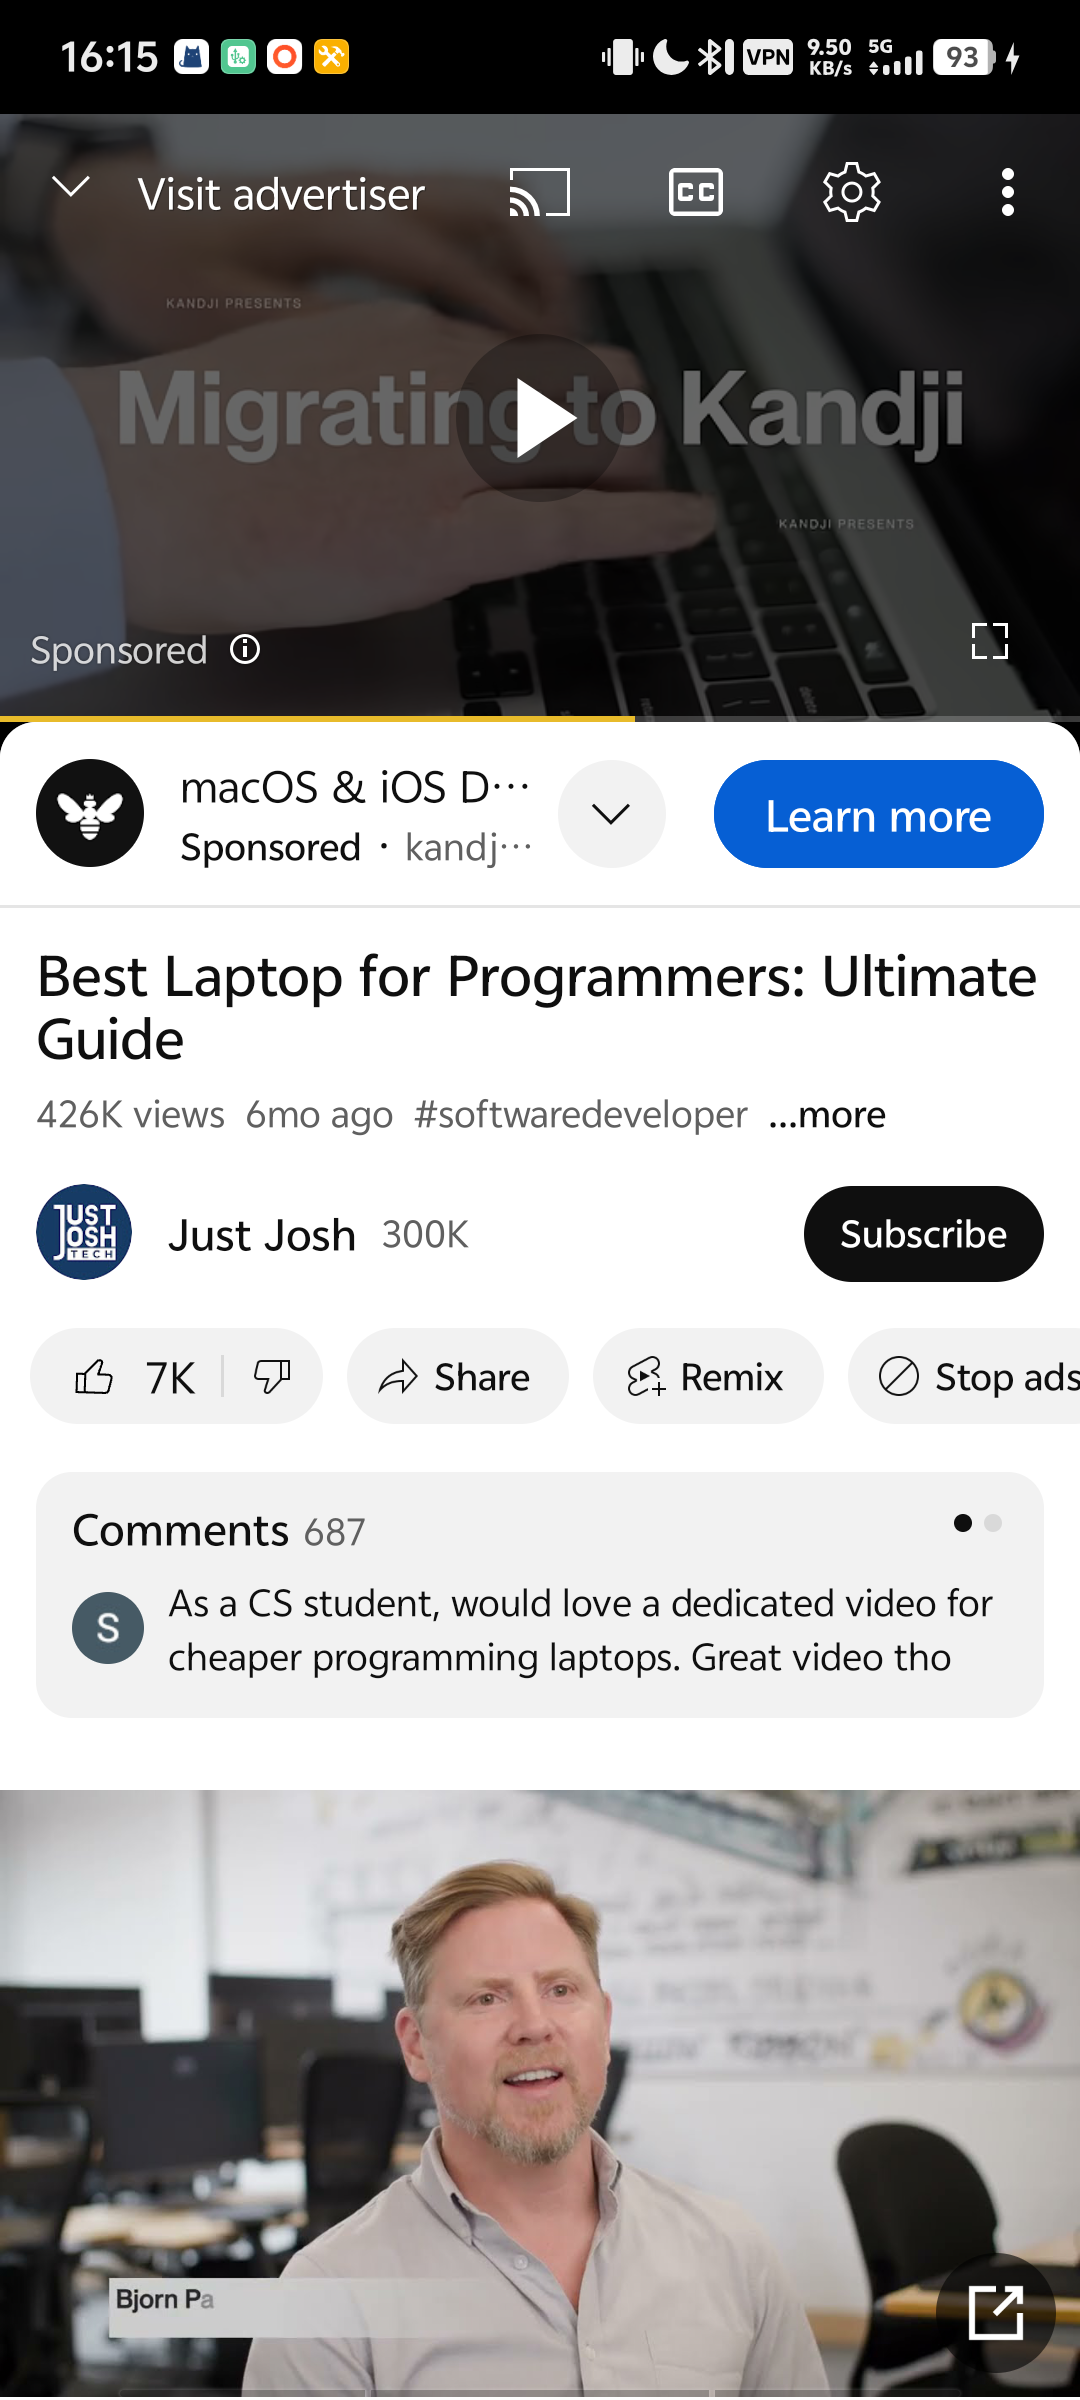 16:15
VPN
9.50
KB/s
5G
93
Visit advertiser
CC
KANDJI PRESENTS
Migrating to Kandji
KANDJI PRESENTS
Sponsored
macOS & iOS D...
Sponsored · kandj...
Learn more
Best Laptop for Programmers: Ultimate
Guide
426K views 6mo ago #softwaredeveloper ...more
JUST
JOSH
TECH
Just Josh 300K
Subscribe
7K
Share
Remix
Stop ads
Comments 687
S
As a CS student, would love a dedicated video for
cheaper programming laptops. Great video tho
Bjorn Pa